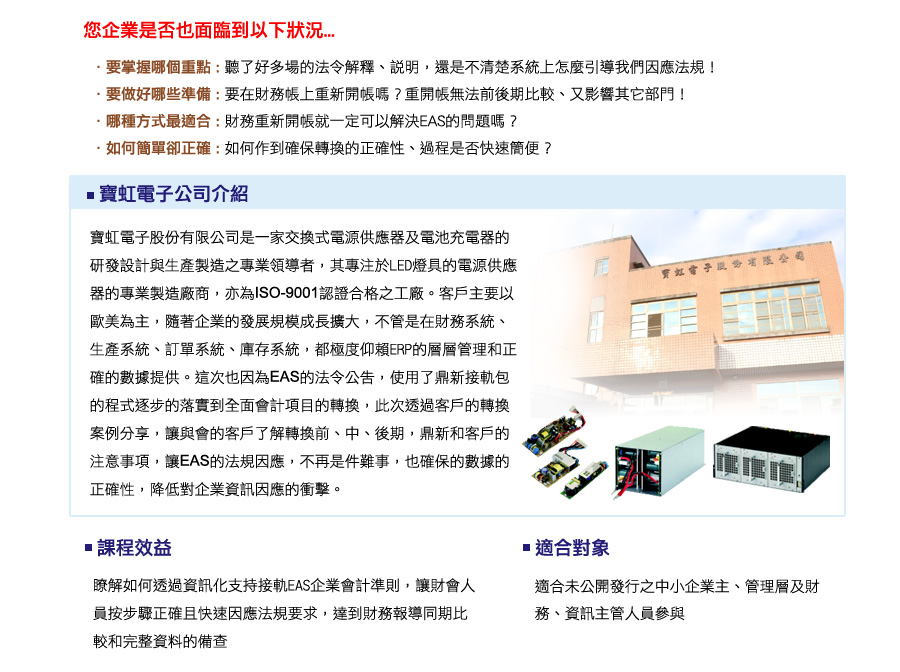 您企業是否也面臨到以下狀況...
· 要掌握哪個重點：聽了好多場的法令解釋、説明，還是不清楚系統上怎麼引導我們因應法規！
· 要做好哪些準備：要在財務帳上重新開帳嗎？重開帳無法前後期比較、又影響其它部門！
· 哪種方式最適合：財務重新開帳就一定可以解決EAS的問題嗎？
· 如何簡單卻正確：如何作到確保轉換的正確性、過程是否快速簡便？
■ 寶虹電子公司介紹
寶虹電子股份有限公司是一家交換式電源供應器及電池充電器的
研發設計與生產製造之專業領導者，其專注於LED燈具的電源供應
器的專業製造廠商，亦為ISO-9001認證合格之工廠。客戶主要以
歐美為主，隨著企業的發展規模成長擴大，不管是在財務系統、
生產系統、訂單系統、庫存系統，都極度仰賴ERP的層層管理和正
確的數據提供。這次也因為EAS的法令公告，使用了鼎新接軌包
的程式逐步的落實到全面會計項目的轉換，此次透過客戶的轉換
案例分享，讓與會的客戶了解轉換前、中、後期，鼎新和客戶的
注意事項，讓EAS的法規因應，不再是件難事，也確保的數據的
正確性，降低對企業資訊因應的衝擊。
寶虹電子股份有限公司
■ 課程效益
瞭解如何透過資訊化支持接軌EAS企業會計準則，讓財會人
員按步驟正確且快速因應法規要求，達到財務報導同期比
較和完整資料的備查
■ 適合對象
適合未公開發行之中小企業主、管理層及財
務、資訊主管人員參與